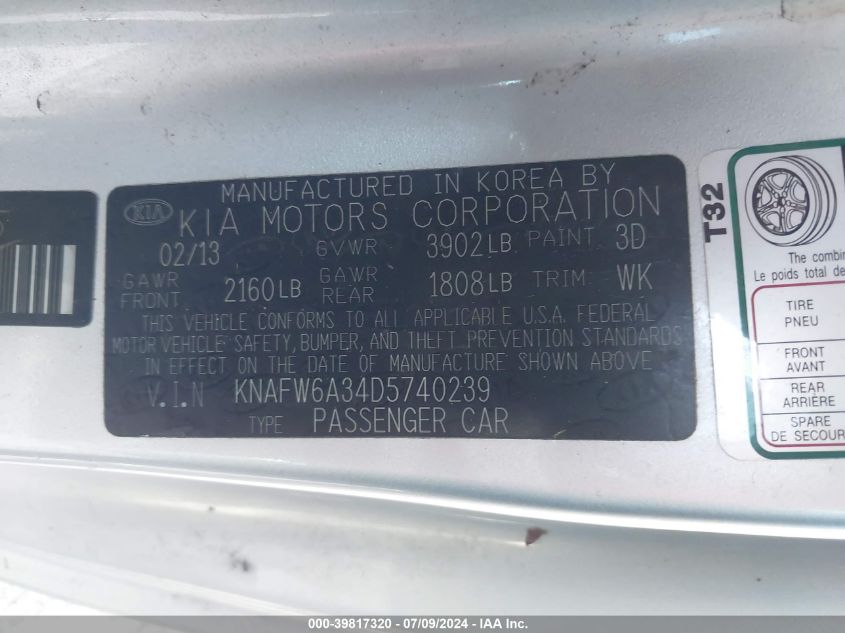 MANUFACTURED IN KOREA BY
KIA KIA MOTORS CORPORATION
02/13 GVWR 3902LB PAINT 3D
GAWR FRONT 2160LB GAWR REAR 1808LB TRIM WK
THIS VEHICLE CONFORMS TO ALL APPLICABLE U.S.A. FEDERAL
MOTOR VEHICLE SAFETY, BUMPER, AND THEFT PREVENTION STANDARDS
IN EFFECT ON THE DATE OF MANUFACTURE SHOWN ABOVE
V.I.N KNAFW6A34D5740239
TYPE PASSENGER CAR
T32
The combin
Le poids total de
TIRE
PNEU
FRONT
AVANT
REAR
ARRIÈRE
SPARE
DE SECOUR
000-39817320 - 07/09/2024 - IAAI - Copart, Inc.